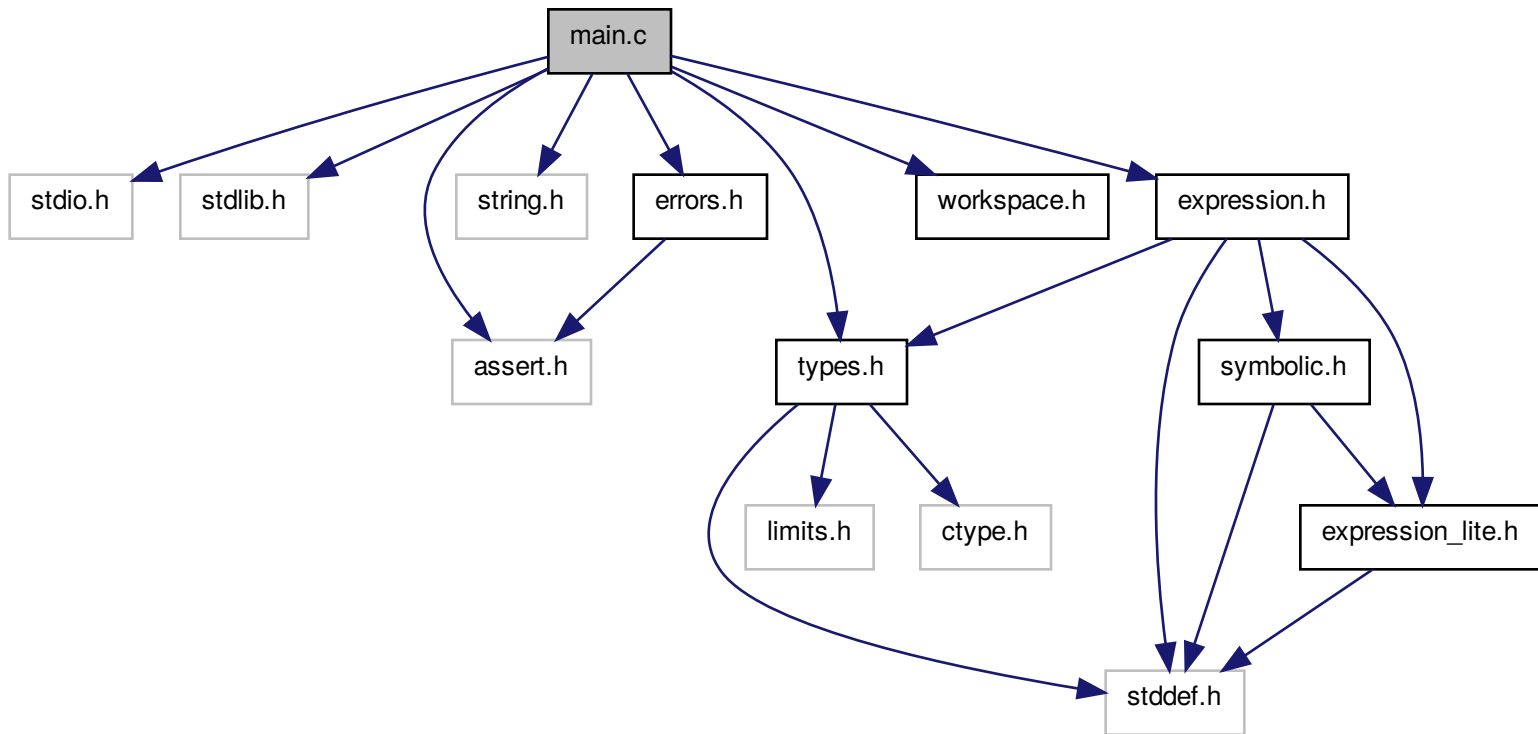 main.c
stdio.h
stdlib.h
string.h
errors.h
workspace.h
expression.h
assert.h
types.h
symbolic.h
limits.h
ctype.h
expression_lite.h
stddef.h